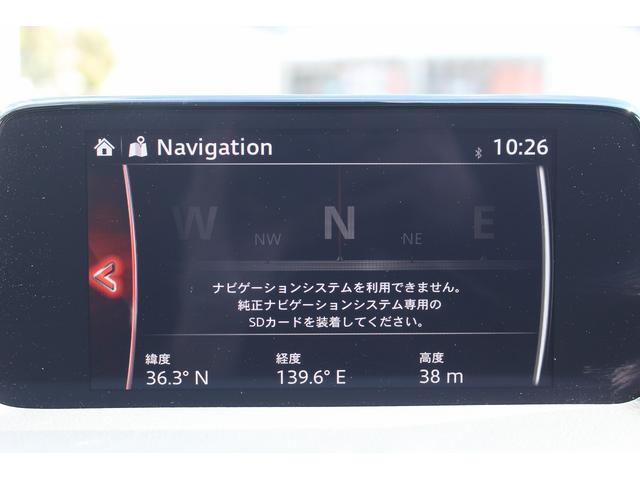 Navigation
10:26
W NW N NE E
ナビゲーションシステムを利用できません。
純正ナビゲーションシステム専用の
SDカードを装着してください。
緯度 経度 高度
36.3° N 139.6° E 38 m